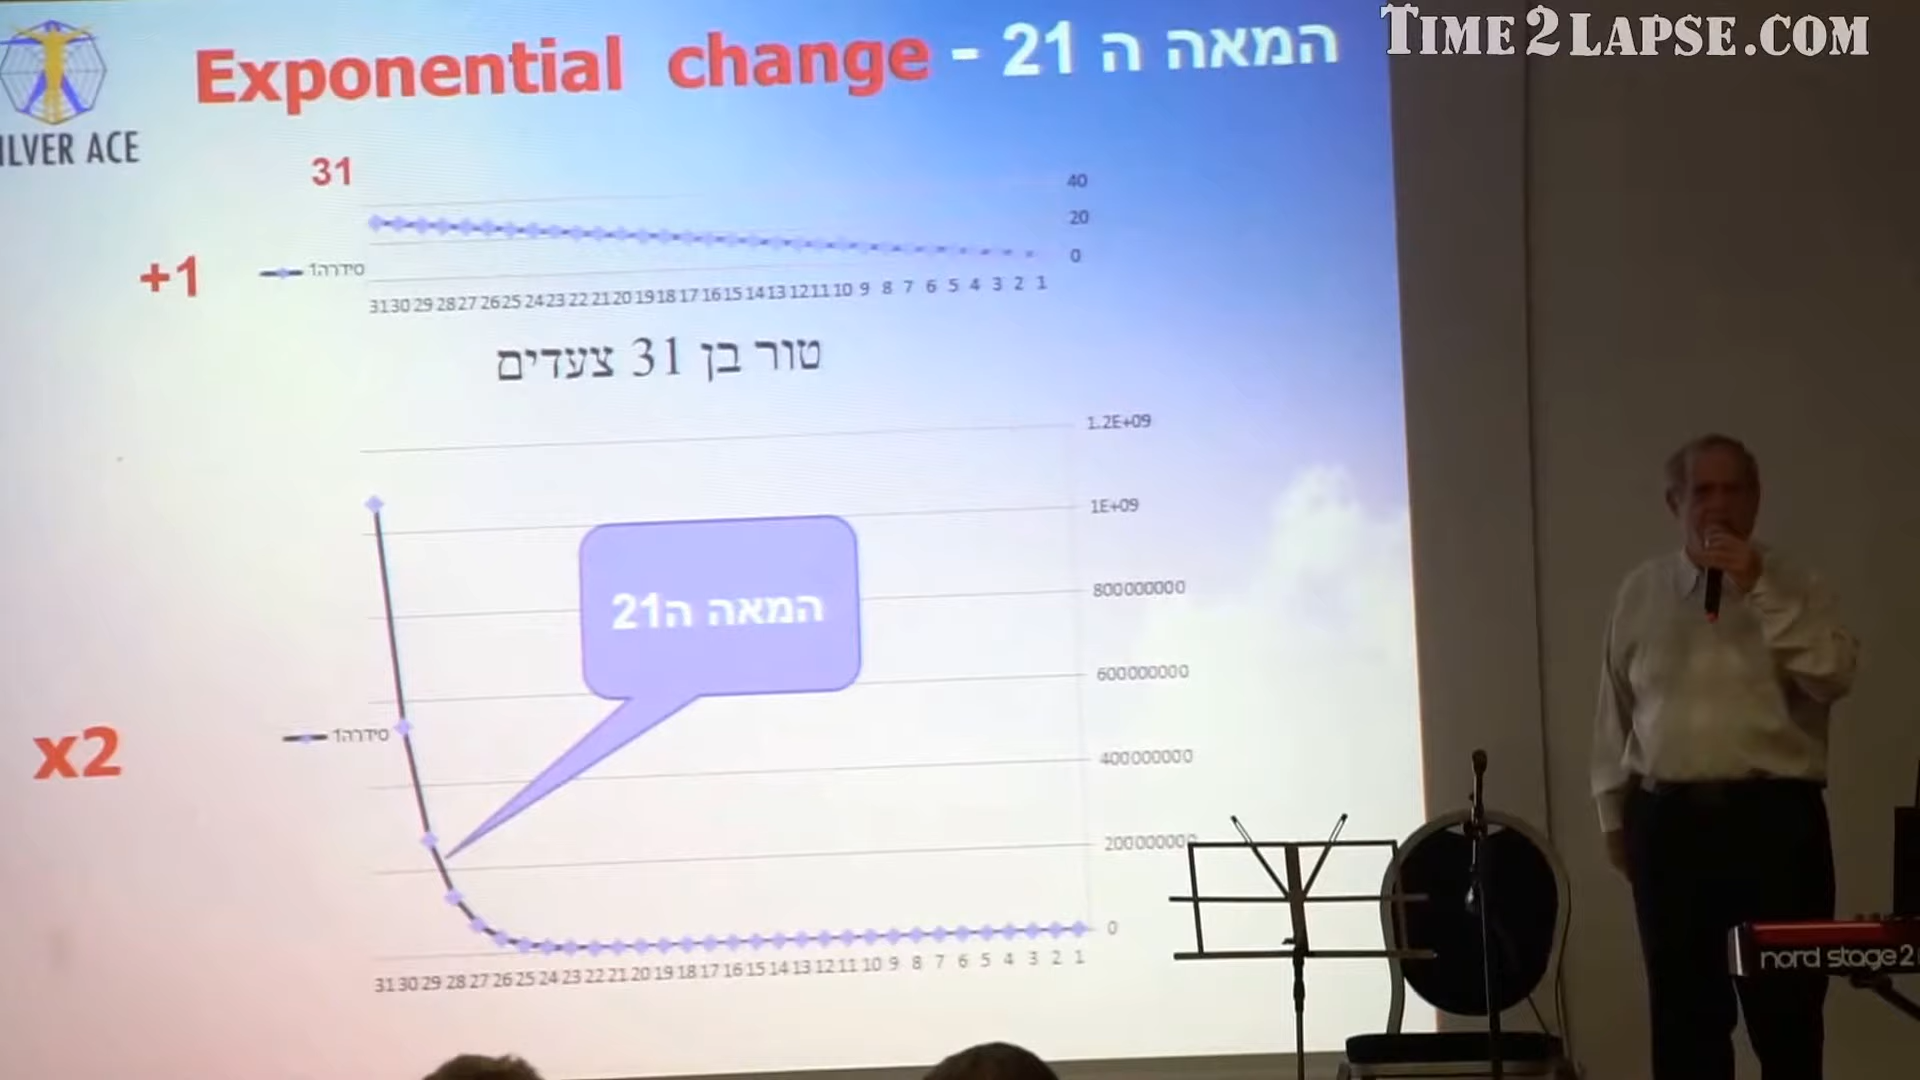 TIME2LAPSE.COM
Exponential change - המאה ה 21
ILVER ACE
31
40
20
0
+1
סידרה1
31 30 29 28 27 26 25 24 23 22 21 20 19 18 17 16 15 14 13 12 11 10 9 8 7 6 5 4 3 2 1
טור בן 31 צעדים
1.2E+09
1E+09
800000000
600000000
400000000
200000000
0
המאה ה21
x2
סידרה1
31 30 29 28 27 26 25 24 23 22 21 20 19 18 17 16 15 14 13 12 11 10 9 8 7 6 5 4 3 2 1
nord stage 2